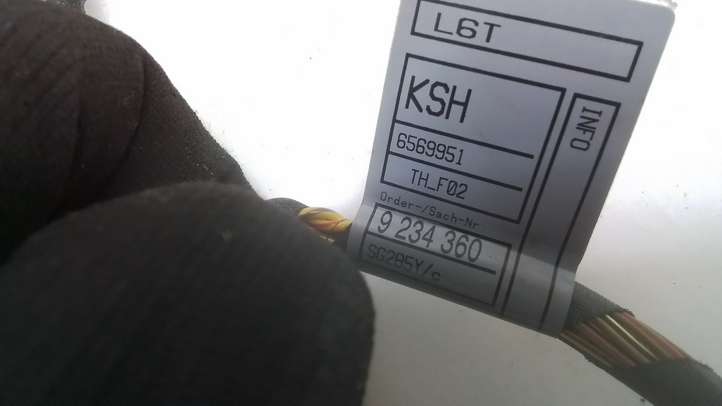 L6T
KSH
INFO
6569951
TH_F02
Order-/Sach-Nr
9 234 360
SG285Y/c